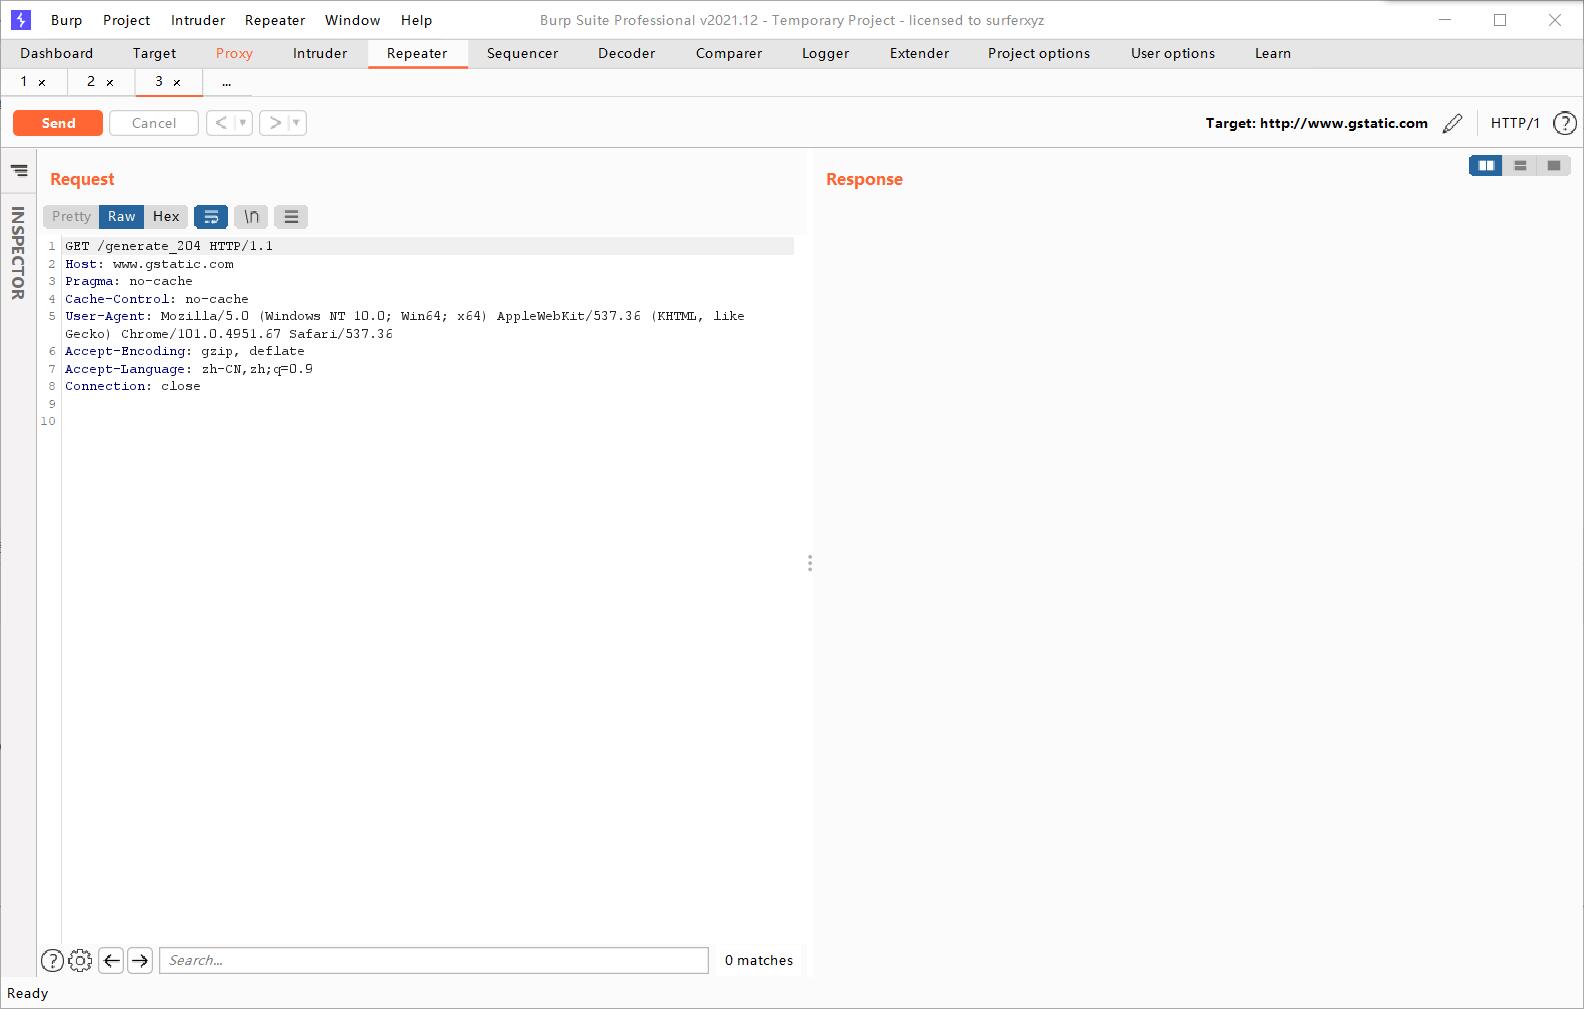 Burp Project Intruder Repeater Window Help Burp Suite Professional v2021.12 - Temporary Project - licensed to surferxyz
Dashboard Target Proxy Intruder Repeater Sequencer Decoder Comparer Logger Extender Project options User options Learn
1 × 2 × 3 × ...
Send Cancel < > Target: http://www.gstatic.com HTTP/1 ?
INSPECTOR
Request
Pretty Raw Hex \n
1 GET /generate_204 HTTP/1.1
2 Host: www.gstatic.com
3 Pragma: no-cache
4 Cache-Control: no-cache
5 User-Agent: Mozilla/5.0 (Windows NT 10.0; Win64; x64) AppleWebKit/537.36 (KHTML, like
Gecko) Chrome/101.0.4951.67 Safari/537.36
6 Accept-Encoding: gzip, deflate
7 Accept-Language: zh-CN,zh;q=0.9
8 Connection: close
9
10
? Search... 0 matches
Response
Ready